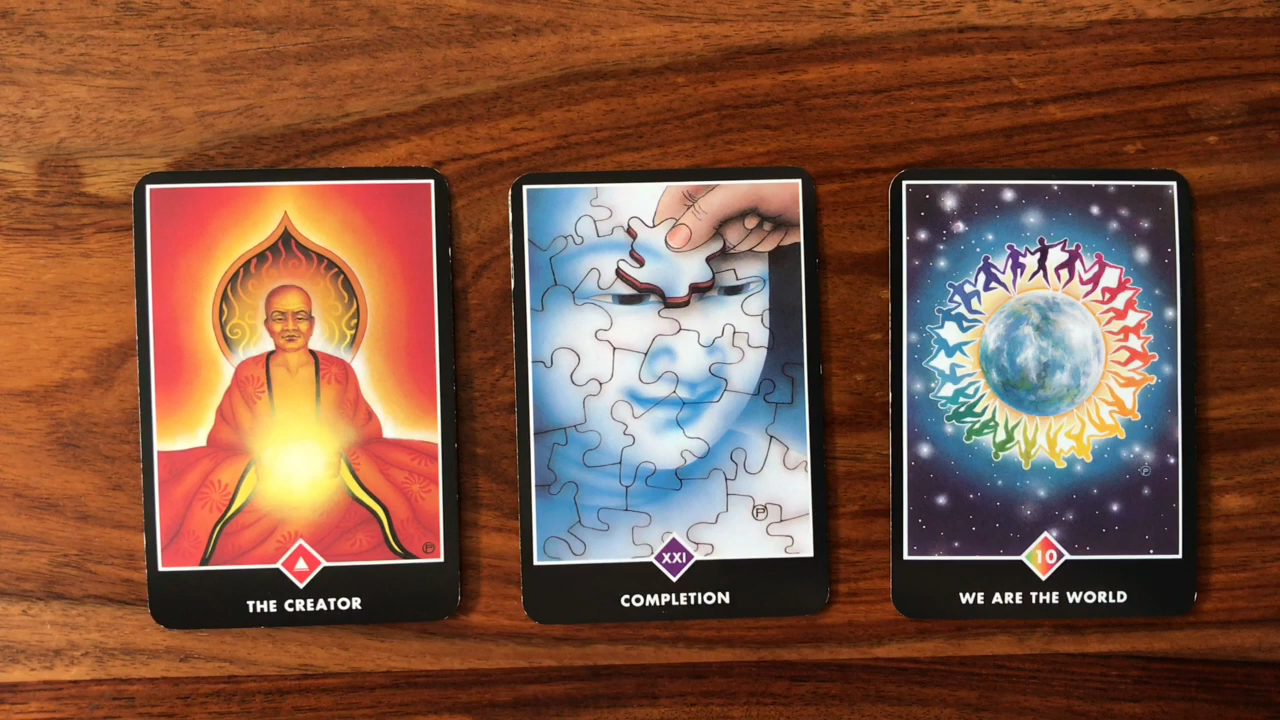 THE CREATOR
XXI
COMPLETION
10
WE ARE THE WORLD
P
P
P